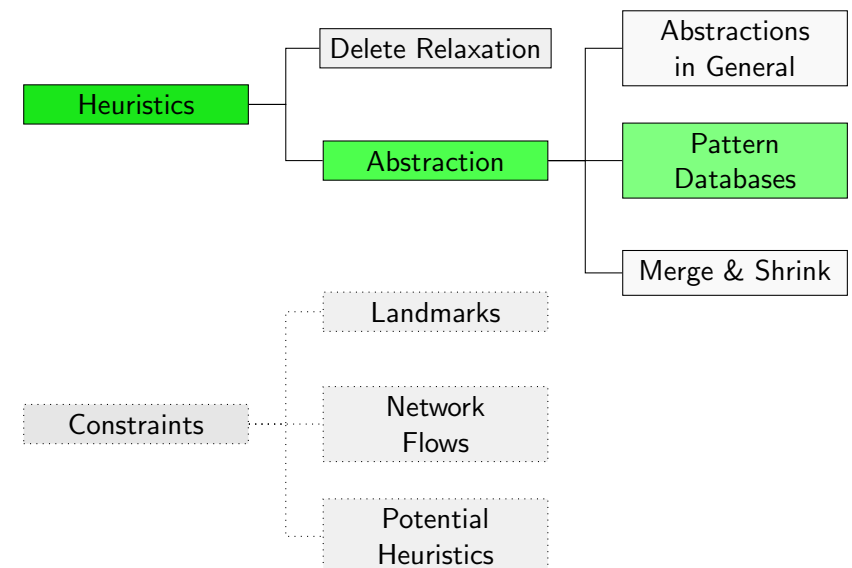 Heuristics
Delete Relaxation
Abstraction
Abstractions
in General
Pattern
Databases
Merge & Shrink
Constraints
Landmarks
Network
Flows
Potential
Heuristics